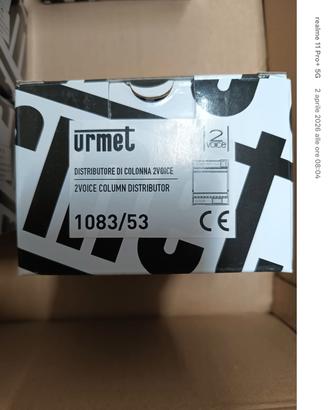 urmet
2
VOICE
DISTRIBUTORE DI COLONNA 2VOICE
2VOICE COLUMN DISTRIBUTOR
1083/53
CE
realme 11 Pro+ 5G 2 aprile 2026 alle ore 08:04